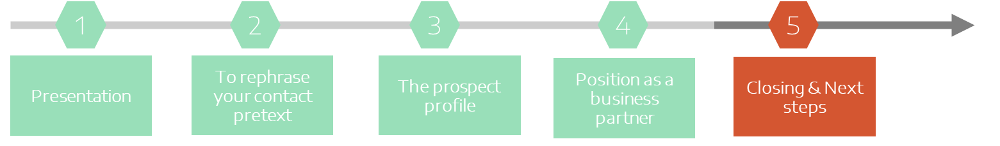 1
2
3
4
5
Presentation
To rephrase
your contact
pretext
The prospect
profile
Position as a
business
partner
Closing & Next
steps